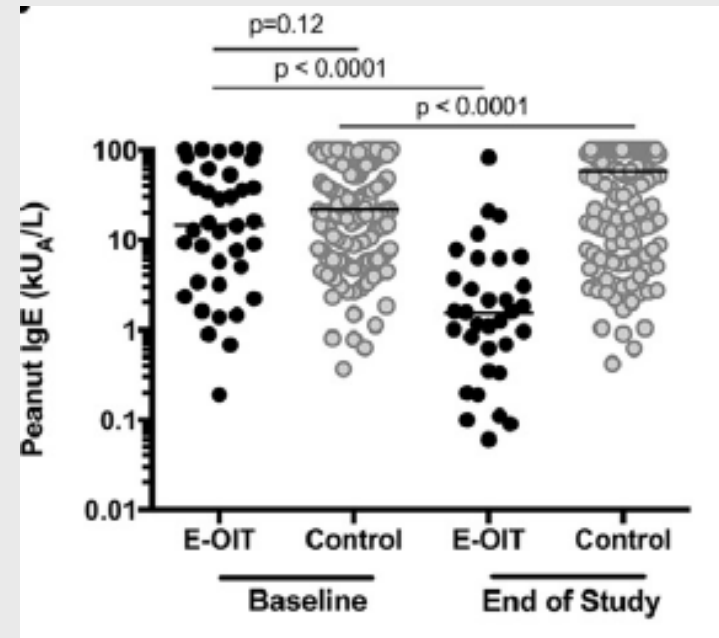 p=0.12
p < 0.0001
p < 0.0001
Peanut IgE (kU_A/L)
100
10
1
0.1
0.01
E-OIT Control E-OIT Control
Baseline End of Study